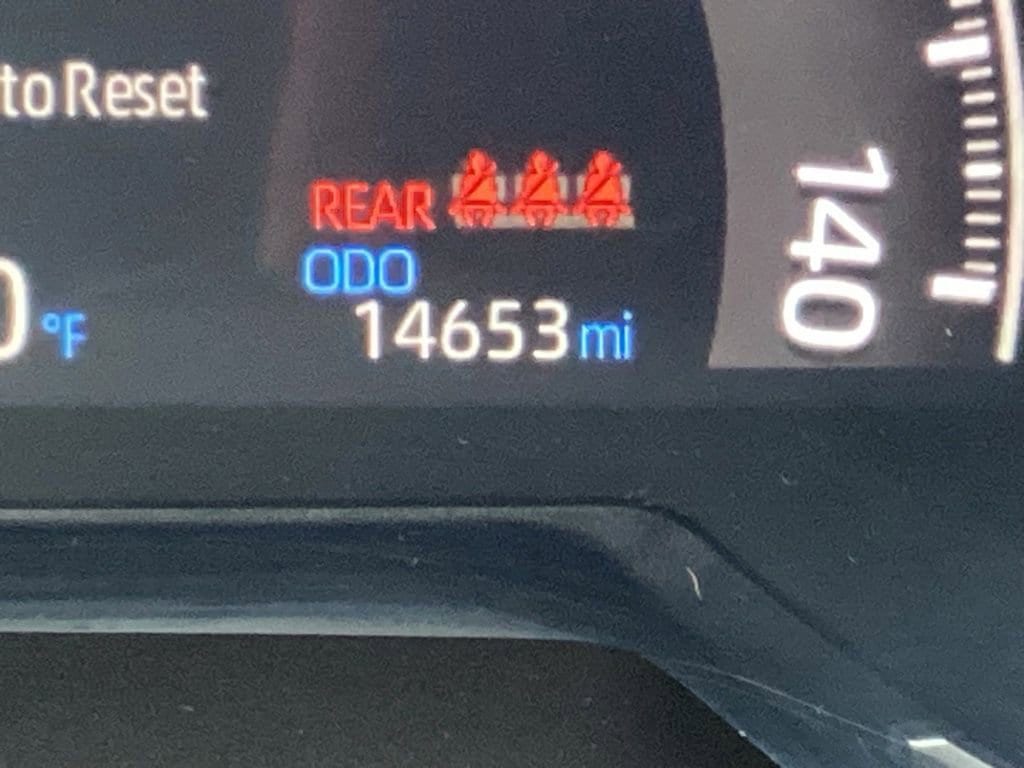 to Reset
REAR
ODO
°F
14653 mi
140